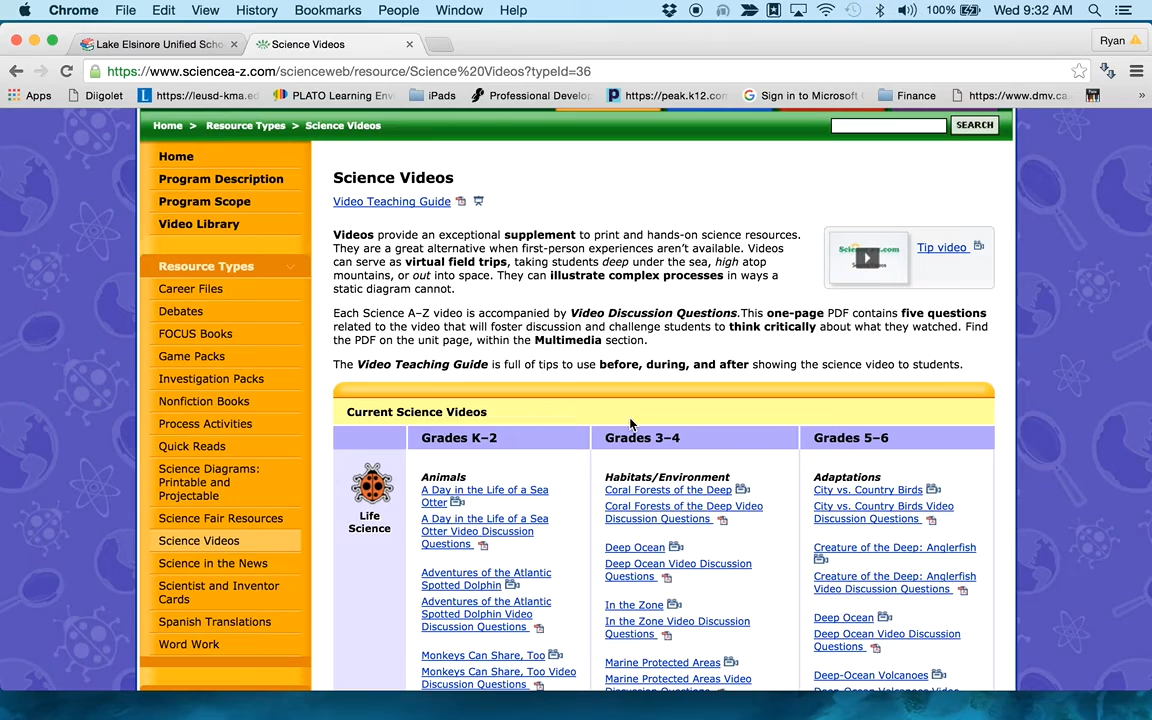 Chrome File Edit View History Bookmarks People Window Help 100% Wed 9:32 AM
Lake Elsinore Unified Scho × Science Videos × Ryan
https://www.sciencea-z.com/scienceweb/resource/Science%20Videos?typeId=36
Apps Diigolet https://leusd-kma.ed PLATO Learning Env iPads Professional Develop https://peak.k12.com Sign in to Microsoft Finance https://www.dmv.ca. »
Home > Resource Types > Science Videos SEARCH
Home
Program Description
Program Scope
Video Library
Resource Types
Career Files
Debates
FOCUS Books
Game Packs
Investigation Packs
Nonfiction Books
Process Activities
Quick Reads
Science Diagrams:
Printable and
Projectable
Science Fair Resources
Science Videos
Science in the News
Scientist and Inventor
Cards
Spanish Translations
Word Work
Science Videos
Video Teaching Guide
Videos provide an exceptional supplement to print and hands-on science resources.
They are a great alternative when first-person experiences aren't available. Videos
can serve as virtual field trips, taking students deep under the sea, high atop
mountains, or out into space. They can illustrate complex processes in ways a
static diagram cannot.
Tip video
Each Science A–Z video is accompanied by Video Discussion Questions.This one-page PDF contains five questions
related to the video that will foster discussion and challenge students to think critically about what they watched. Find
the PDF on the unit page, within the Multimedia section.
The Video Teaching Guide is full of tips to use before, during, and after showing the science video to students.
Current Science Videos
Grades K–2 Grades 3–4 Grades 5–6
Life
Science
Animals
A Day in the Life of a Sea
Otter
A Day in the Life of a Sea
Otter Video Discussion
Questions
Adventures of the Atlantic
Spotted Dolphin
Adventures of the Atlantic
Spotted Dolphin Video
Discussion Questions
Monkeys Can Share, Too
Monkeys Can Share, Too Video
Discussion Questions
Habitats/Environment
Coral Forests of the Deep
Coral Forests of the Deep Video
Discussion Questions
Deep Ocean
Deep Ocean Video Discussion
Questions
In the Zone
In the Zone Video Discussion
Questions
Marine Protected Areas
Marine Protected Areas Video
Discussion Questions
Adaptations
City vs. Country Birds
City vs. Country Birds Video
Discussion Questions
Creature of the Deep: Anglerfish
Creature of the Deep: Anglerfish
Video Discussion Questions
Deep Ocean
Deep Ocean Video Discussion
Questions
Deep-Ocean Volcanoes
Deep-Ocean Volcanoes Video